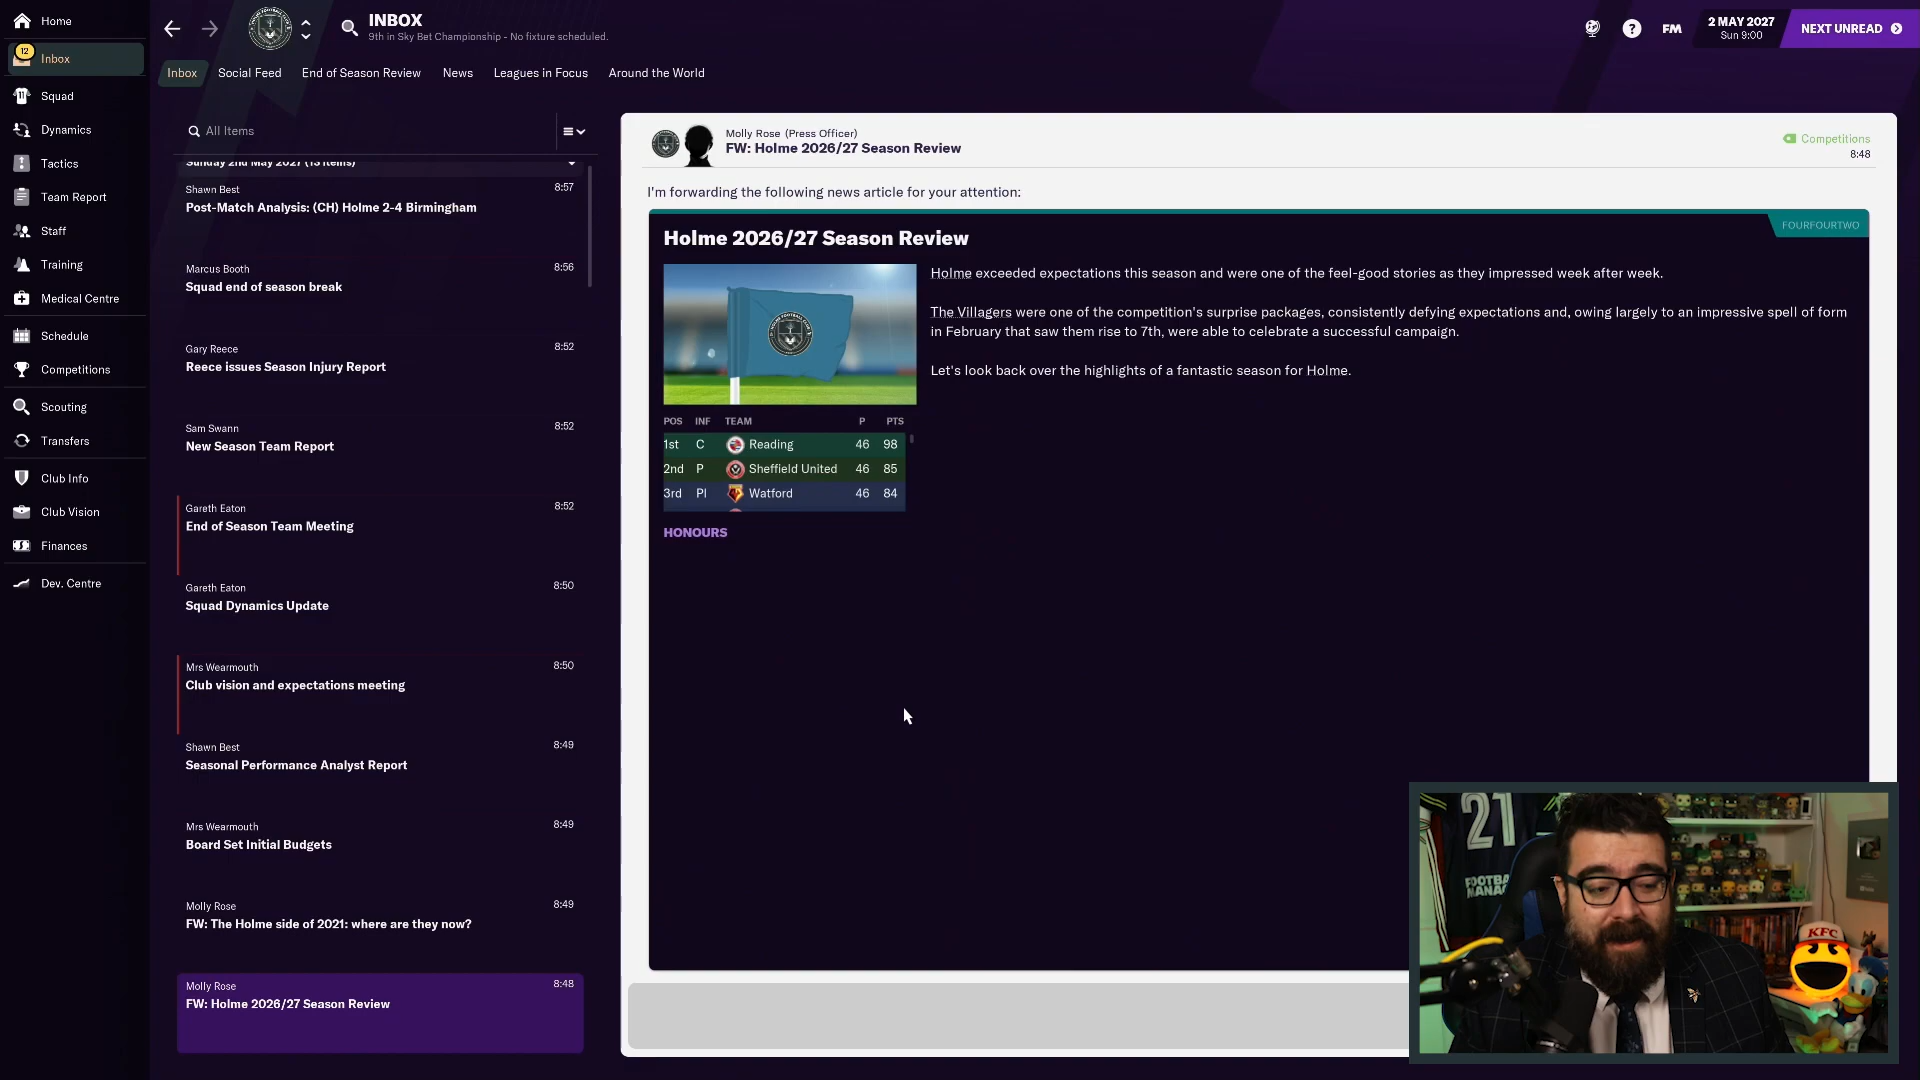 Home
12
Inbox
Squad
Dynamics
Tactics
Team Report
Staff
Training
Medical Centre
Schedule
Competitions
Scouting
Transfers
Club Info
Club Vision
Finances
Dev. Centre
INBOX
9th in Sky Bet Championship - No fixture scheduled.
FM
2 MAY 2027
Sun 9:00
NEXT UNREAD
Inbox
Social Feed
End of Season Review
News
Leagues in Focus
Around the World
All Items
Sunday 2nd May 2027 (13 items)
Shawn Best 8:57
Post-Match Analysis: (CH) Holme 2-4 Birmingham
Marcus Booth 8:56
Squad end of season break
Gary Reece 8:52
Reece issues Season Injury Report
Sam Swann 8:52
New Season Team Report
Gareth Eaton 8:52
End of Season Team Meeting
Gareth Eaton 8:50
Squad Dynamics Update
Mrs Wearmouth 8:50
Club vision and expectations meeting
Shawn Best 8:49
Seasonal Performance Analyst Report
Mrs Wearmouth 8:49
Board Set Initial Budgets
Molly Rose 8:49
FW: The Holme side of 2021: where are they now?
Molly Rose 8:48
FW: Holme 2026/27 Season Review
Molly Rose (Press Officer)
FW: Holme 2026/27 Season Review
Competitions
8:48
I'm forwarding the following news article for your attention:
FOURFOURTWO
Holme 2026/27 Season Review
Holme exceeded expectations this season and were one of the feel-good stories as they impressed week after week.
The Villagers were one of the competition's surprise packages, consistently defying expectations and, owing largely to an impressive spell of form
in February that saw them rise to 7th, were able to celebrate a successful campaign.
Let's look back over the highlights of a fantastic season for Holme.
POS INF TEAM P PTS
1st C Reading 46 98
2nd P Sheffield United 46 85
3rd Pl Watford 46 84
HONOURS
21
KFC